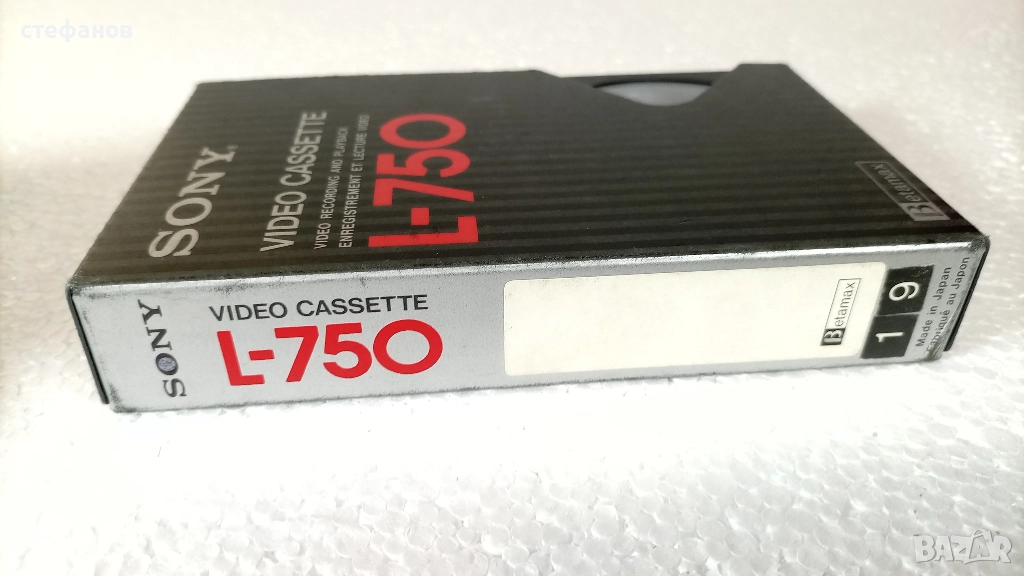 стефанов
SONY
VIDEO CASSETTE
VIDEO RECORDING AND PLAYBACK
ENREGISTREMENT ET LECTURE VIDEO
L-750
Betamax
SONY
VIDEO CASSETTE
L-750
Betamax
1 9
Made in Japan
Fabriqué au Japon
BAZAR